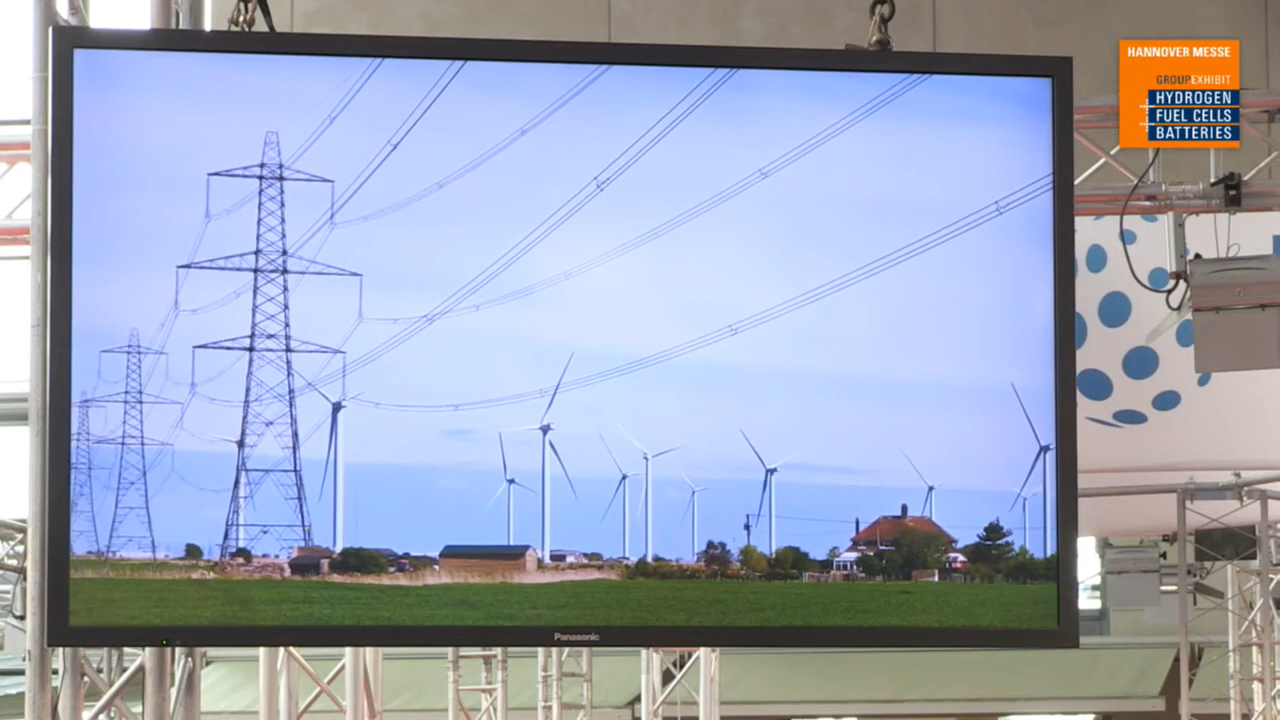 HANNOVER MESSE
GROUPEXHIBIT
HYDROGEN
FUEL CELLS
BATTERIES
Panasonic